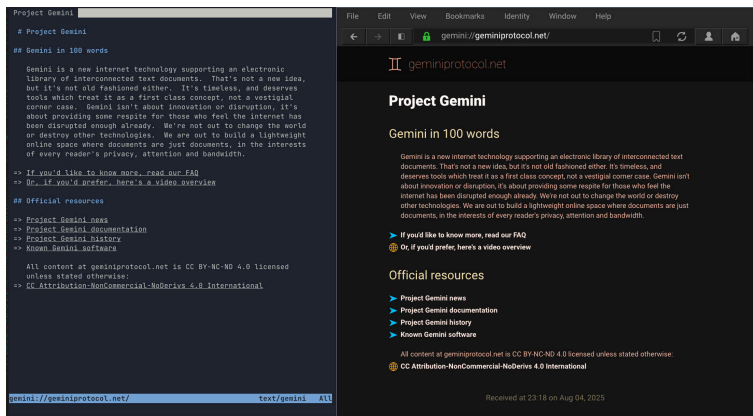 Project Gemini
# Project Gemini
## Gemini in 100 words
Gemini is a new internet technology supporting an electronic
library of interconnected text documents.  That's not a new idea,
but it's not old fashioned either.  It's timeless, and deserves
tools which treat it as a first class concept, not a vestigial
corner case.  Gemini isn't about innovation or disruption, it's
about providing some respite for those who feel the internet has
been disrupted enough already.  We're not out to change the world
or destroy other technologies.  We are out to build a lightweight
online space where documents are just documents, in the interests
of every reader's privacy, attention and bandwidth.
=> If you'd like to know more, read our FAQ
=> Or, if you'd prefer, here's a video overview
## Official resources
=> Project Gemini news
=> Project Gemini documentation
=> Project Gemini history
=> Known Gemini software
All content at geminiprotocol.net is CC BY-NC-ND 4.0 licensed
unless stated otherwise:
=> CC Attribution-NonCommercial-NoDerivs 4.0 International
gemini://geminiprotocol.net/ text/gemini All
File Edit View Bookmarks Identity Window Help
gemini://geminiprotocol.net/
geminiprotocol.net
Project Gemini
Gemini in 100 words
Gemini is a new internet technology supporting an electronic library of interconnected text
documents. That's not a new idea, but it's not old fashioned either. It's timeless, and
deserves tools which treat it as a first class concept, not a vestigial corner case. Gemini isn't
about innovation or disruption, it's about providing some respite for those who feel the
internet has been disrupted enough already. We're not out to change the world or destroy
other technologies. We are out to build a lightweight online space where documents are just
documents, in the interests of every reader's privacy, attention and bandwidth.
If you'd like to know more, read our FAQ
Or, if you'd prefer, here's a video overview
Official resources
Project Gemini news
Project Gemini documentation
Project Gemini history
Known Gemini software
All content at geminiprotocol.net is CC BY-NC-ND 4.0 licensed unless stated otherwise:
CC Attribution-NonCommercial-NoDerivs 4.0 International
Received at 23:18 on Aug 04, 2025